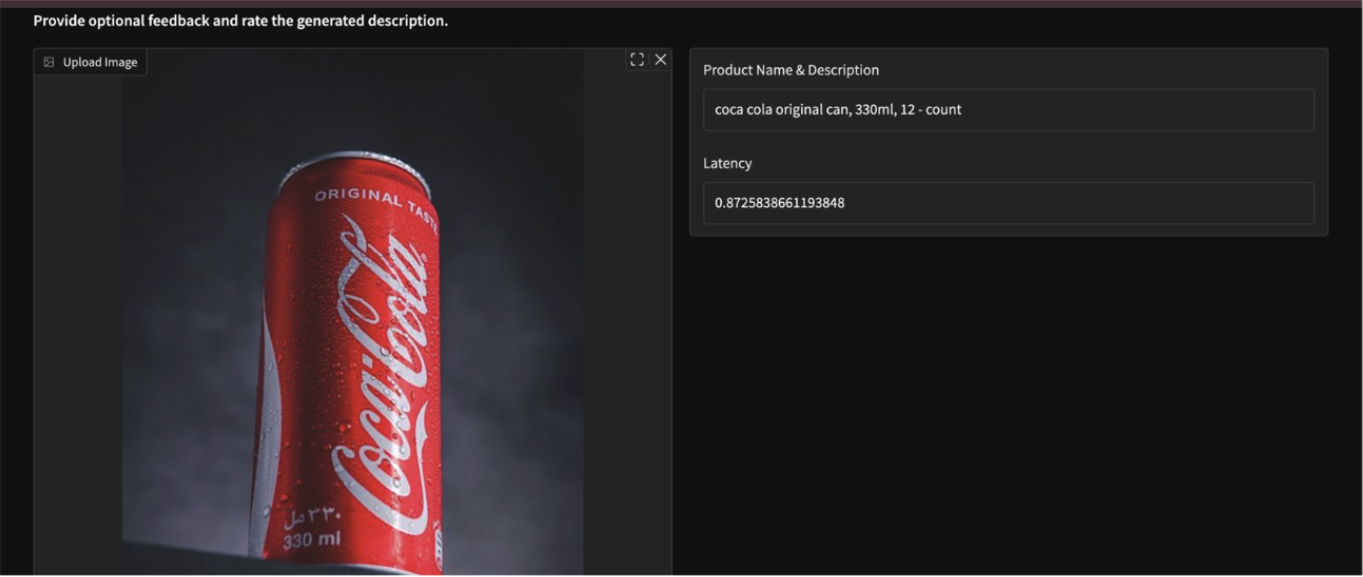 Provide optional feedback and rate the generated description.
Upload Image
Product Name & Description
coca cola original can, 330ml, 12 - count
Latency
0.8725838661193848
ORIGINAL TASTE
Coca-Cola
٣٣٠ مل
330 ml